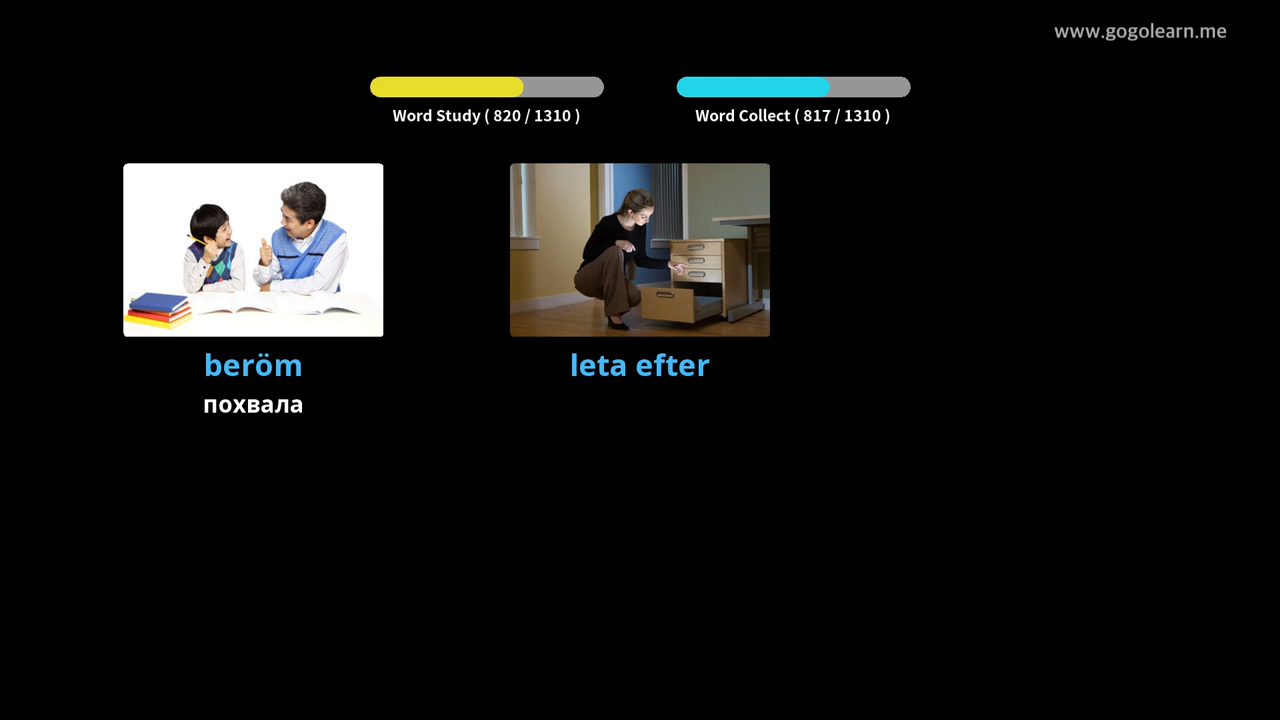 www.gogolearn.me
Word Study ( 820 / 1310 )
Word Collect ( 817 / 1310 )
beröm
похвала
leta efter